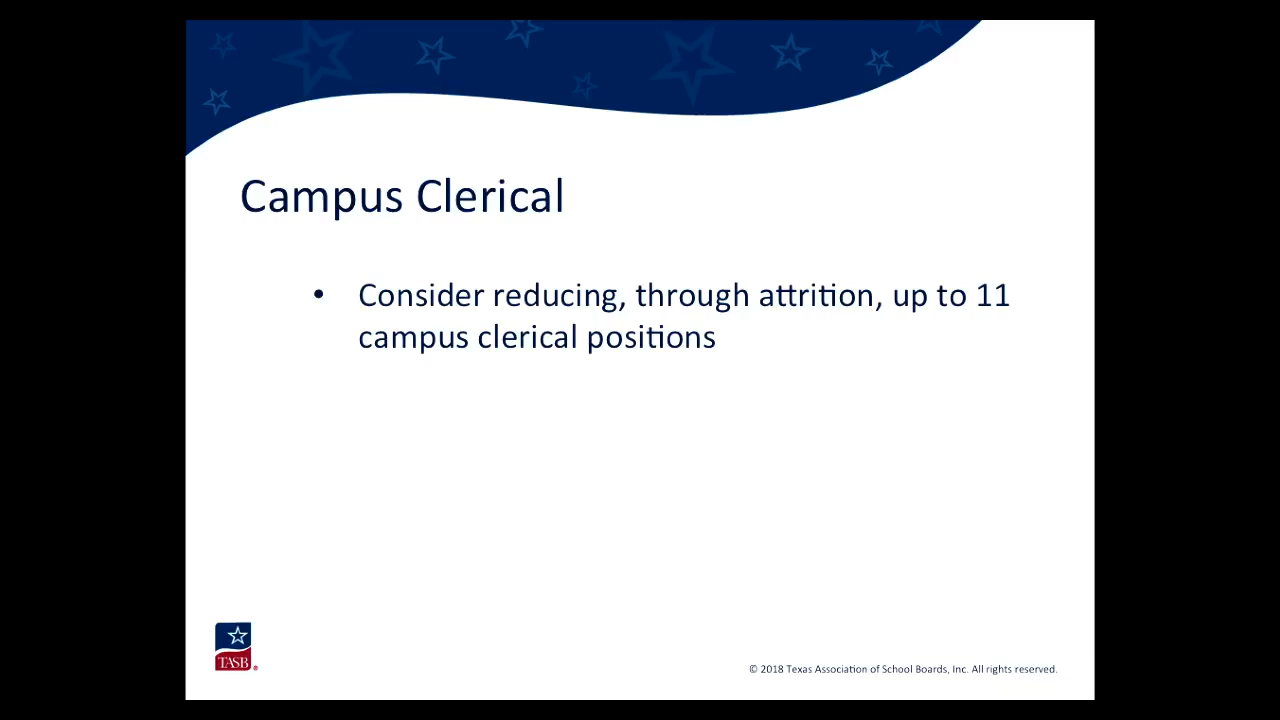 Campus Clerical
• Consider reducing, through attrition, up to 11
campus clerical positions
TASB®
© 2018 Texas Association of School Boards, Inc. All rights reserved.